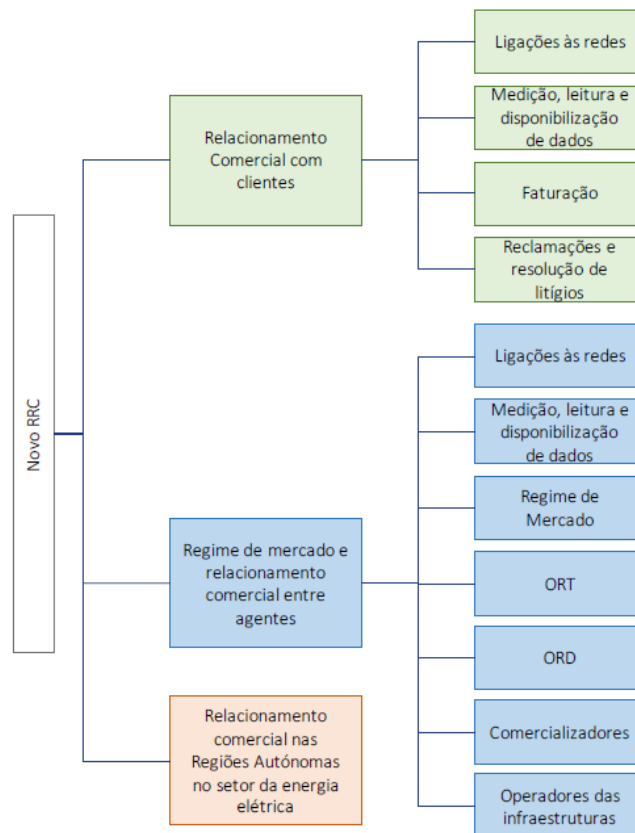 Novo RRC
Relacionamento
Comercial com
clientes
Ligações às redes
Medição, leitura e
disponibilização
de dados
Faturação
Reclamações e
resolução de
litígios
Regime de mercado e
relacionamento
comercial entre
agentes
Ligações às redes
Medição, leitura e
disponibilização
de dados
Regime de
Mercado
ORT
ORD
Comercializadores
Operadores das
infraestruturas
Relacionamento
comercial nas
Regiões Autónomas
no setor da energia
elétrica